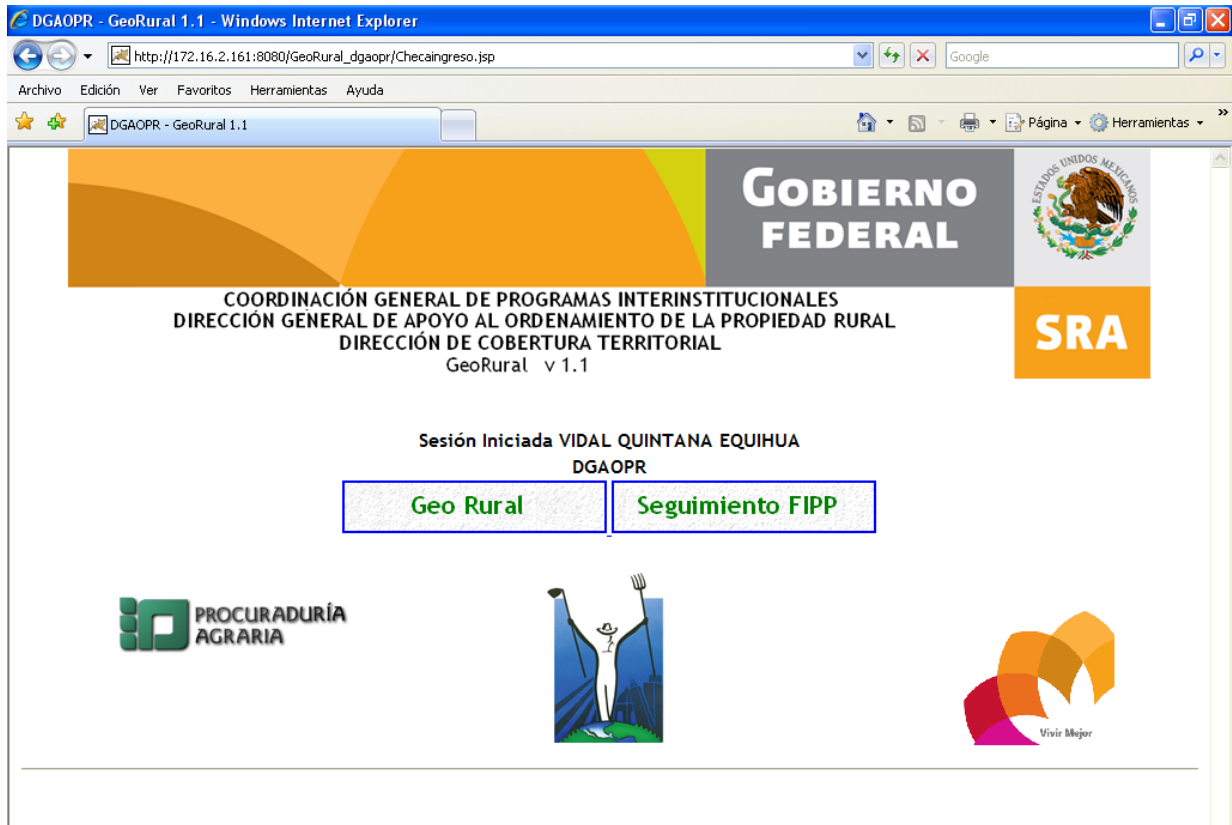 DGAOPR - GeoRural 1.1 - Windows Internet Explorer
http://172.16.2.161:8080/GeoRural_dgaopr/Checaingreso.jsp
Google
Archivo Edición Ver Favoritos Herramientas Ayuda
DGAOPR - GeoRural 1.1
Página
Herramientas
GOBIERNO
FEDERAL
ESTADOS UNIDOS MEXICANOS
COORDINACIÓN GENERAL DE PROGRAMAS INTERINSTITUCIONALES
DIRECCIÓN GENERAL DE APOYO AL ORDENAMIENTO DE LA PROPIEDAD RURAL
DIRECCIÓN DE COBERTURA TERRITORIAL
GeoRural v 1.1
SRA
Sesión Iniciada VIDAL QUINTANA EQUIHUA
DGAOPR
Geo Rural
Seguimiento FIPP
PROCURADURÍA
AGRARIA
Vivir Mejor